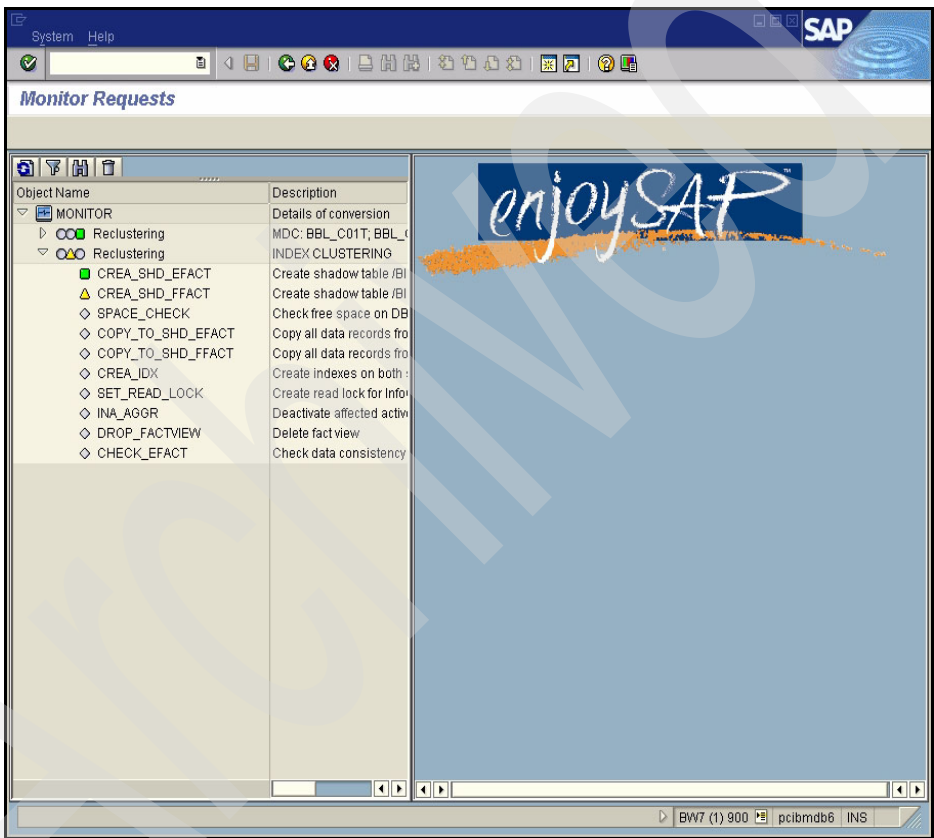 System Help
SAP
Monitor Requests
enjoySAP™
Object Name Description
MONITOR Details of conversion
Reclustering MDC: BBL_C01T; BBL_(
Reclustering INDEX CLUSTERING
CREA_SHD_EFACT Create shadow table /BI
CREA_SHD_FFACT Create shadow table /BI
SPACE_CHECK Check free space on DB
COPY_TO_SHD_EFACT Copy all data records fro
COPY_TO_SHD_FFACT Copy all data records fro
CREA_IDX Create indexes on both
SET_READ_LOCK Create read lock for Info
INA_AGGR Deactivate affected activ
DROP_FACTVIEW Delete fact view
CHECK_EFACT Check data consistency
BW7 (1) 900 pcibmdb6 INS